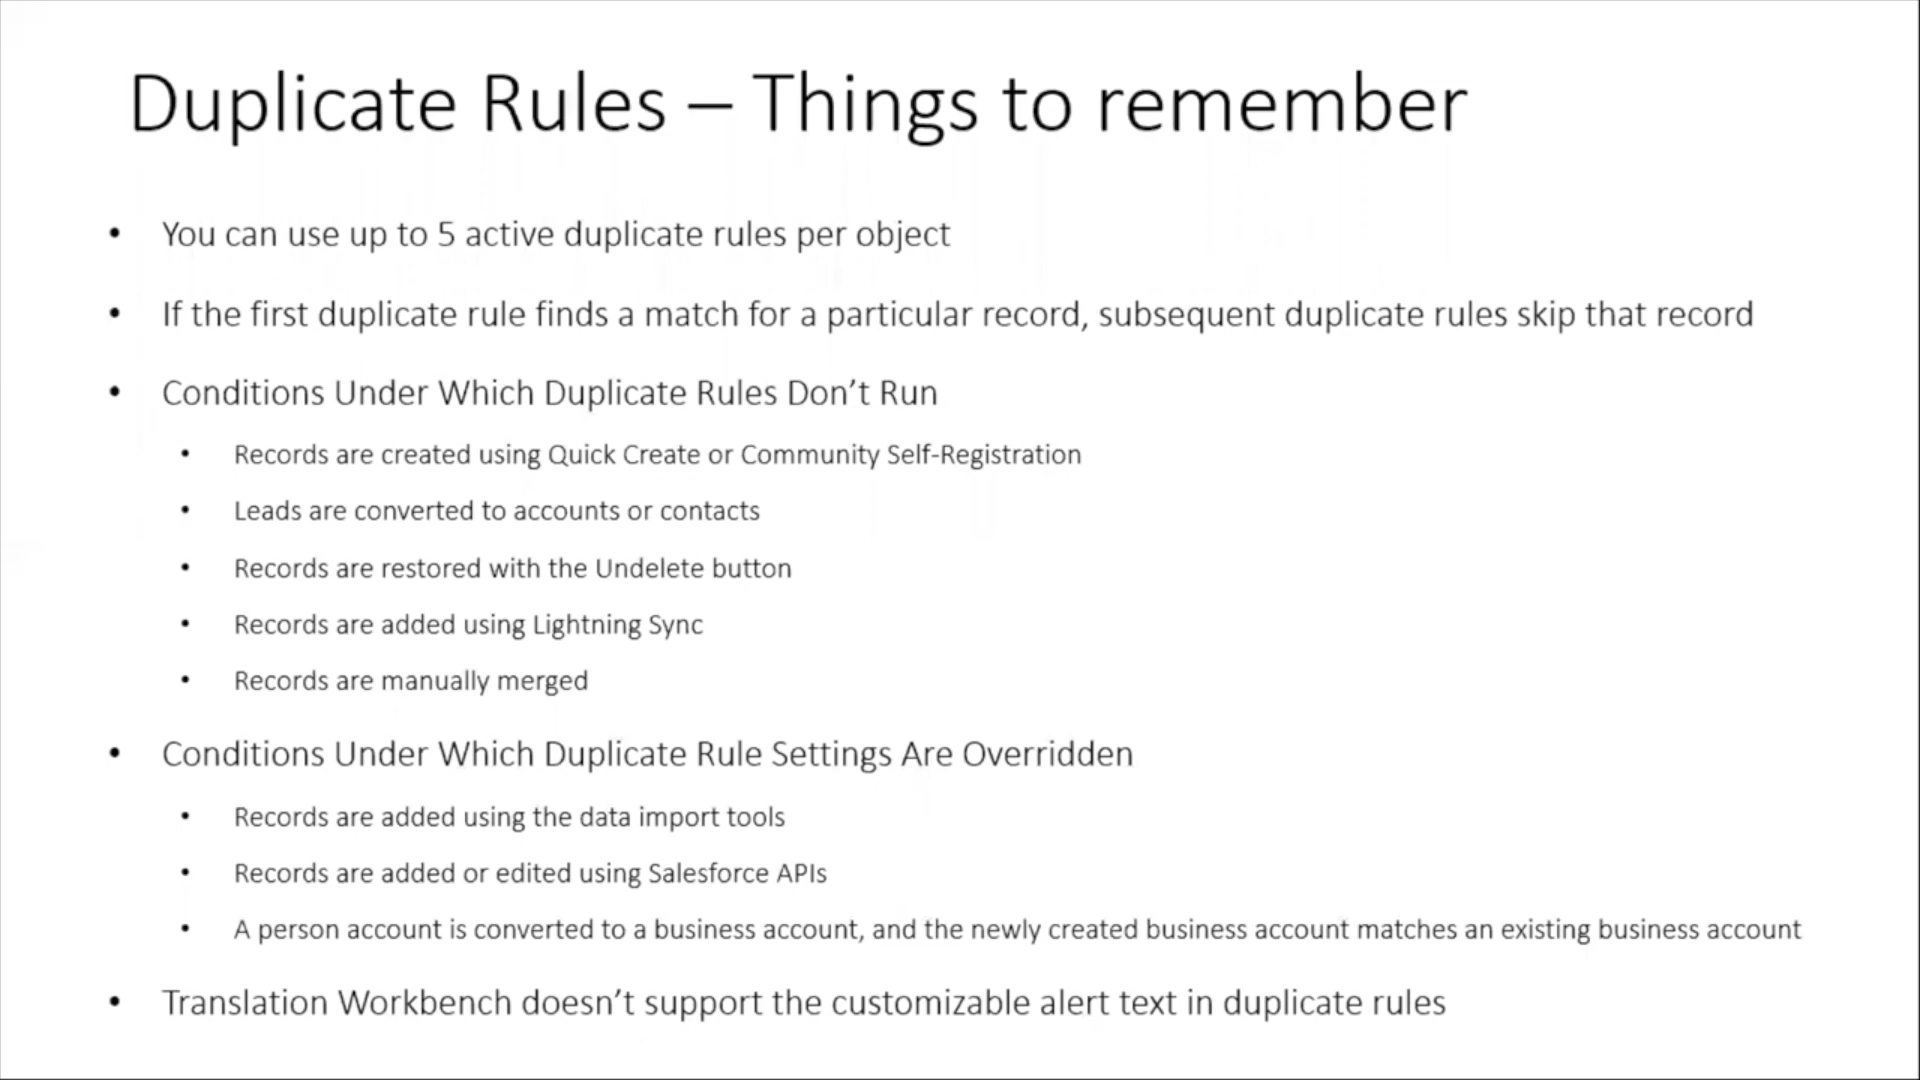 Duplicate Rules – Things to remember
• You can use up to 5 active duplicate rules per object
• If the first duplicate rule finds a match for a particular record, subsequent duplicate rules skip that record
• Conditions Under Which Duplicate Rules Don’t Run
• Records are created using Quick Create or Community Self-Registration
• Leads are converted to accounts or contacts
• Records are restored with the Undelete button
• Records are added using Lightning Sync
• Records are manually merged
• Conditions Under Which Duplicate Rule Settings Are Overridden
• Records are added using the data import tools
• Records are added or edited using Salesforce APIs
• A person account is converted to a business account, and the newly created business account matches an existing business account
• Translation Workbench doesn’t support the customizable alert text in duplicate rules